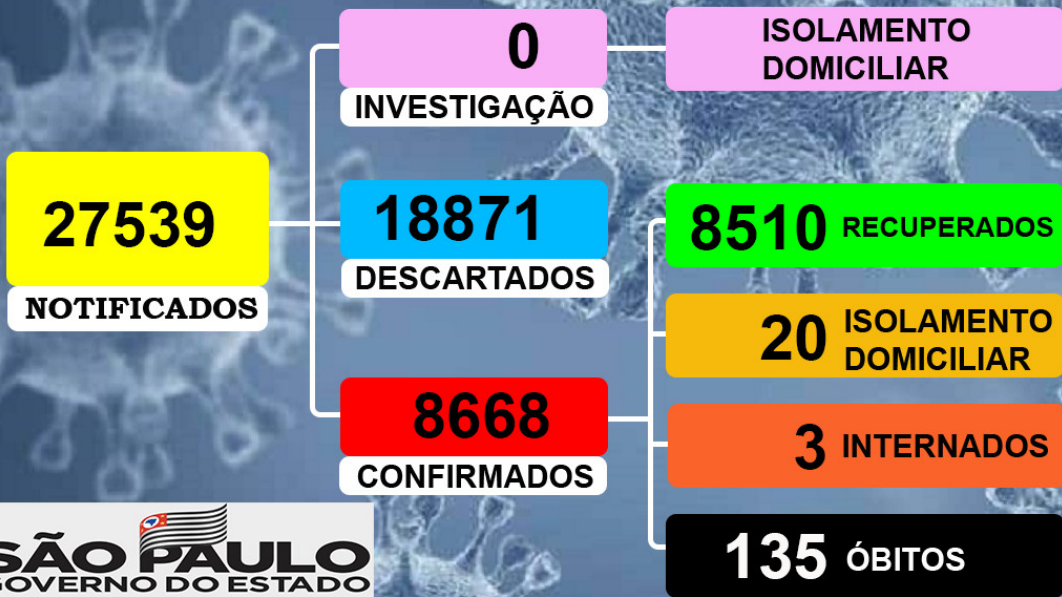 27539
NOTIFICADOS
0
INVESTIGAÇÃO
ISOLAMENTO
DOMICILIAR
18871
DESCARTADOS
8668
CONFIRMADOS
8510 RECUPERADOS
20 ISOLAMENTO
DOMICILIAR
3 INTERNADOS
135 ÓBITOS
SÃO PAULO
GOVERNO DO ESTADO